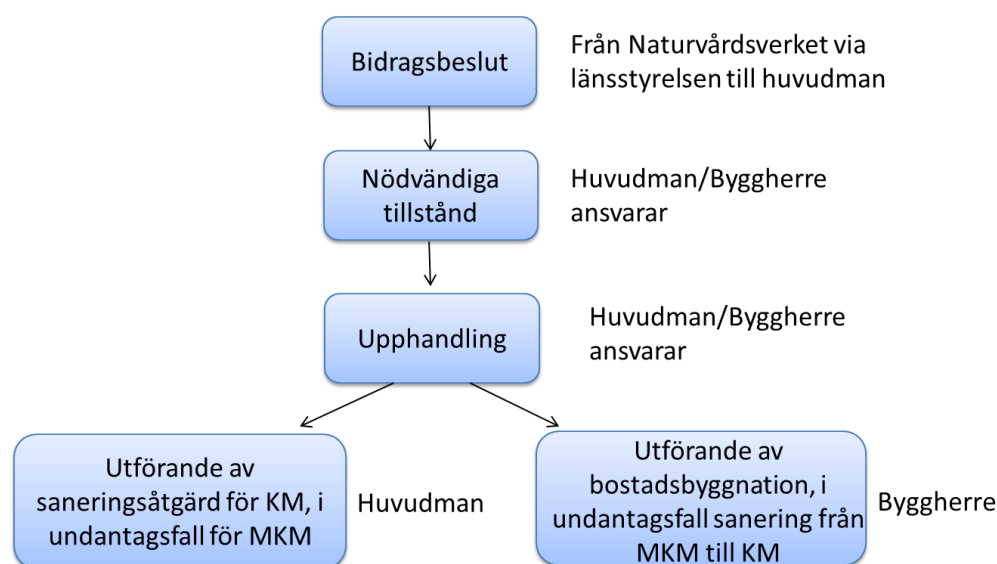 Bidragsbeslut
Från Naturvårdsverket via
länsstyrelsen till huvudman
Nödvändiga
tillstånd
Huvudman/Byggherre
ansvarar
Upphandling
Huvudman/Byggherre
ansvarar
Utförande av
saneringsåtgärd för KM, i
undantagsfall för MKM
Huvudman
Utförande av
bostadsbyggnation, i
undantagsfall sanering från
MKM till KM
Byggherre